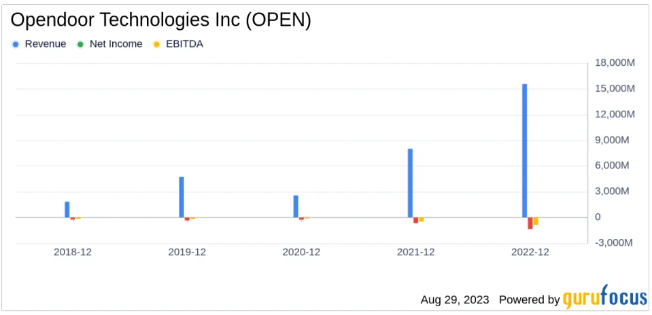 Opendoor Technologies Inc (OPEN)
Revenue Net Income EBITDA
18,000M
15,000M
12,000M
9,000M
6,000M
3,000M
0
-3,000M
2018-12 2019-12 2020-12 2021-12 2022-12
Aug 29, 2023 Powered by gurufocus